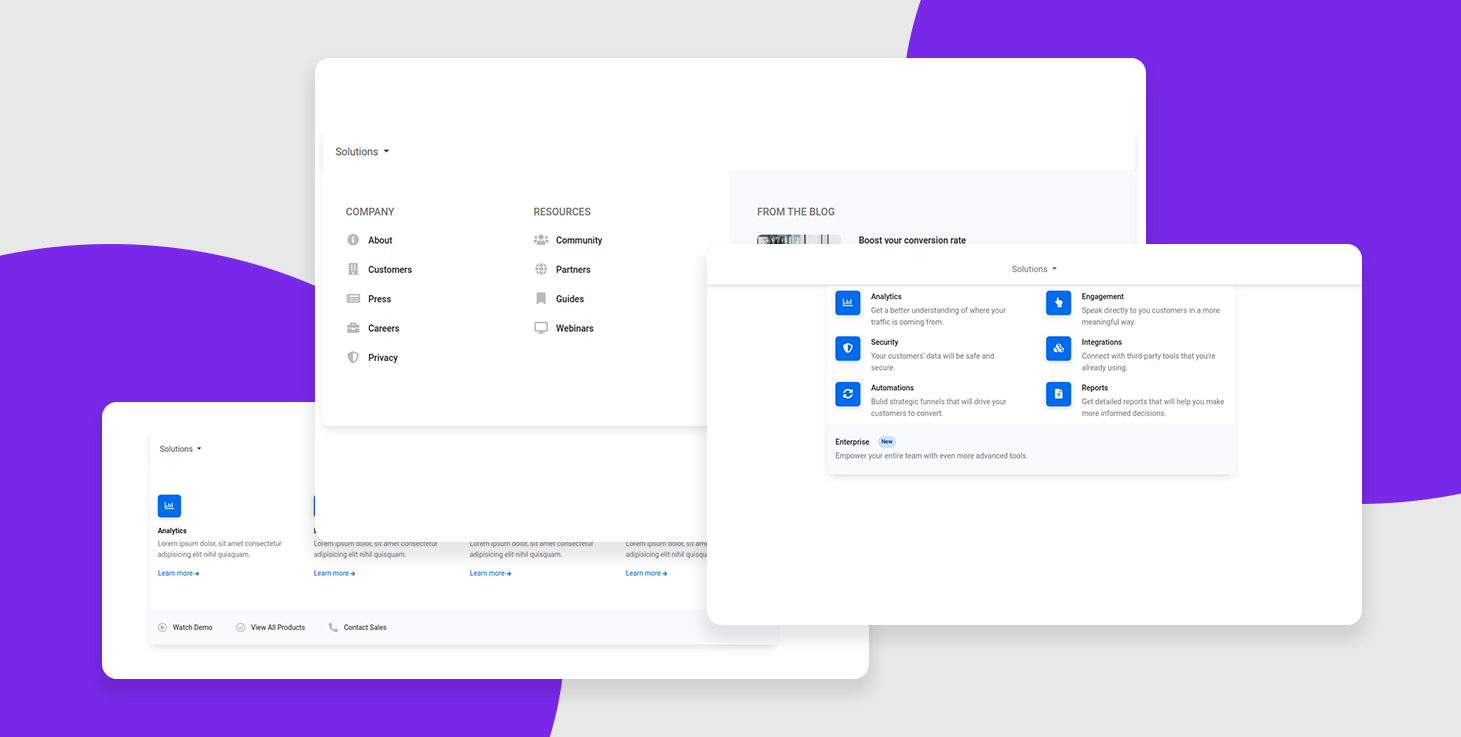 Solutions
COMPANY
About
Customers
Press
Careers
Privacy
RESOURCES
Community
Partners
Guides
Webinars
FROM THE BLOG
Boost your conversion rate
Solutions
Analytics
Get a better understanding of where your
traffic is coming from.
Engagement
Speak directly to you customers in a more
meaningful way.
Security
Your customers' data will be safe and
secure.
Integrations
Connect with third-party tools that you're
already using.
Automations
Bulid strategic funnels that will drive your
customers to convert.
Reports
Get detailed reports that will help you make
more informed decisions.
Enterprise New
Empower your entire team with even more advanced tools.
Solutions
Analytics
Lorem ipsum dolor, sit amet consectetur
adipisicing elit nihil quisquam.
Learn more
Lorem ipsum dolor, sit amet consectetur
adipisicing elit nihil quisquam.
Learn more
Lorem ipsum dolor, sit amet consectetur
adipisicing elit nihil quisquam.
Learn more
Lorem ipsum dolor, sit ame
adipisicing elit nihil quisqu
Learn more
Watch Demo
View All Products
Contact Sales